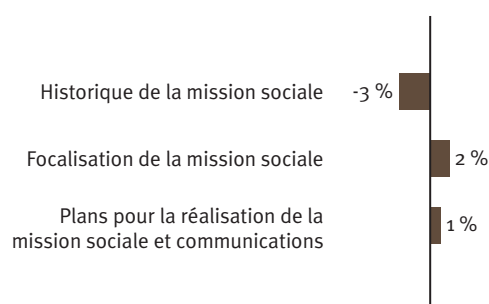 Historique de la mission sociale -3 %
Focalisation de la mission sociale 2 %
Plans pour la réalisation de la
mission sociale et communications 1 %